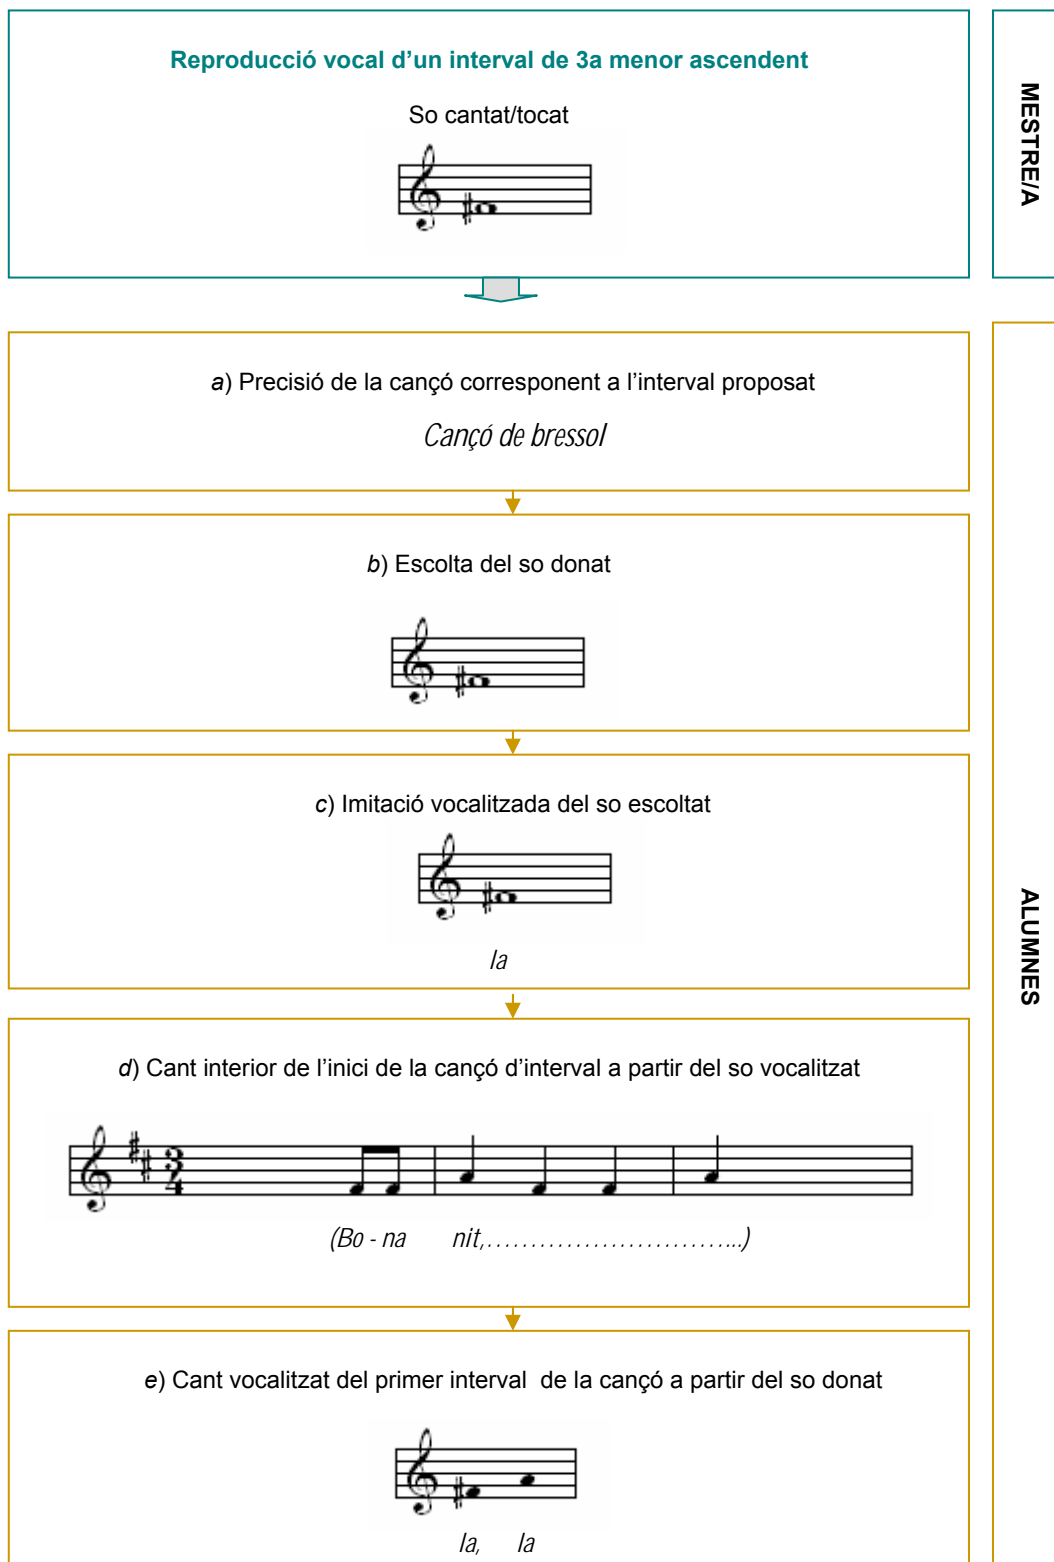 Reproducció vocal d’un interval de 3a menor ascendent
So cantat/tocat
MESTRE/A
a) Precisió de la cançó corresponent a l’interval proposat
Cançó de bressol
b) Escolta del so donat
c) Imitació vocalitzada del so escoltat
la
d) Cant interior de l’inici de la cançó d’interval a partir del so vocalitzat
3
4
(Bo - na nit,…………………………...)
e) Cant vocalitzat del primer interval de la cançó a partir del so donat
la, la
ALUMNES